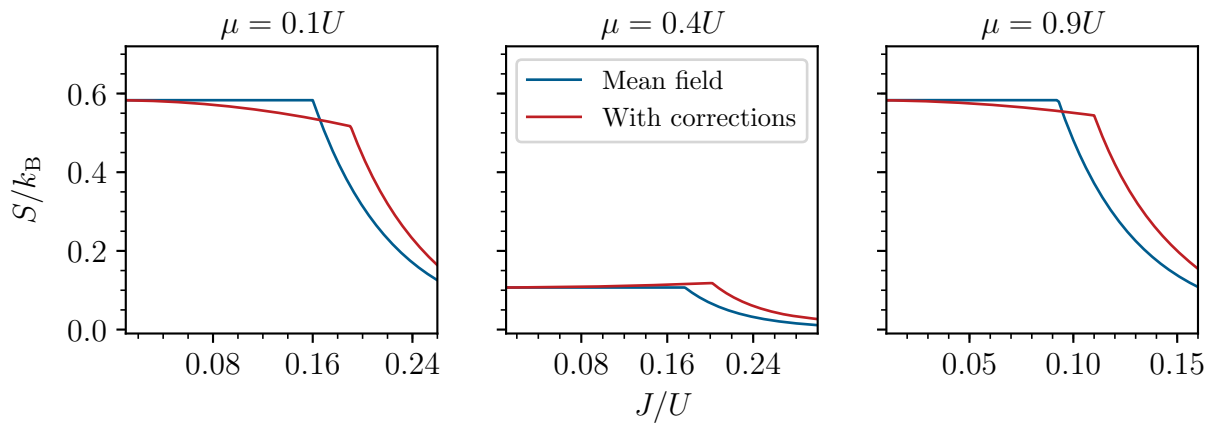 μ = 0.1U
μ = 0.4U
μ = 0.9U
S/k_B
0.6
0.4
0.2
0.0
Mean field
With corrections
0.08 0.16 0.24
0.08 0.16 0.24
0.05 0.10 0.15
J/U